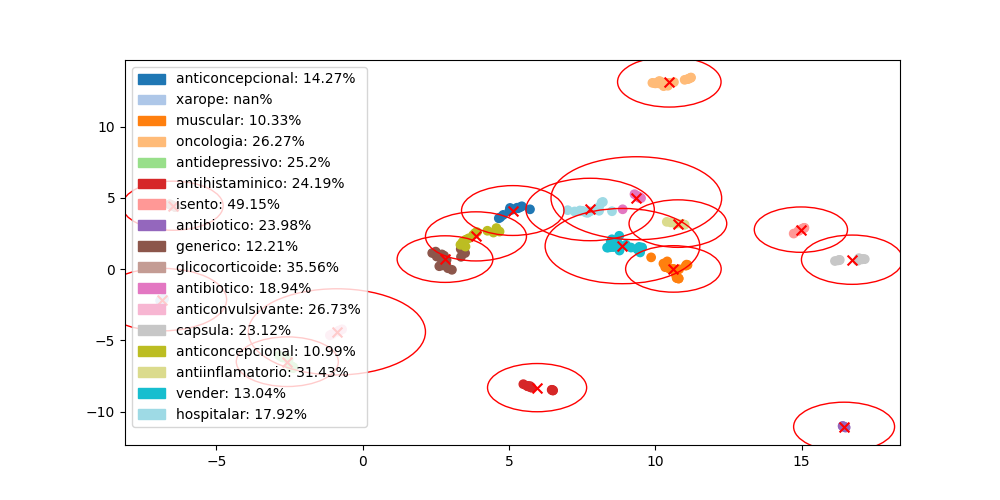 anticoncepcional: 14.27%
xarope: nan%
muscular: 10.33%
oncologia: 26.27%
antidepressivo: 25.2%
antihistaminico: 24.19%
isento: 49.15%
antibiotico: 23.98%
generico: 12.21%
glicocorticoide: 35.56%
antibiotico: 18.94%
anticonvulsivante: 26.73%
capsula: 23.12%
anticoncepcional: 10.99%
antiinflamatorio: 31.43%
vender: 13.04%
hospitalar: 17.92%
10
5
0
−5
−10
−5 0 5 10 15